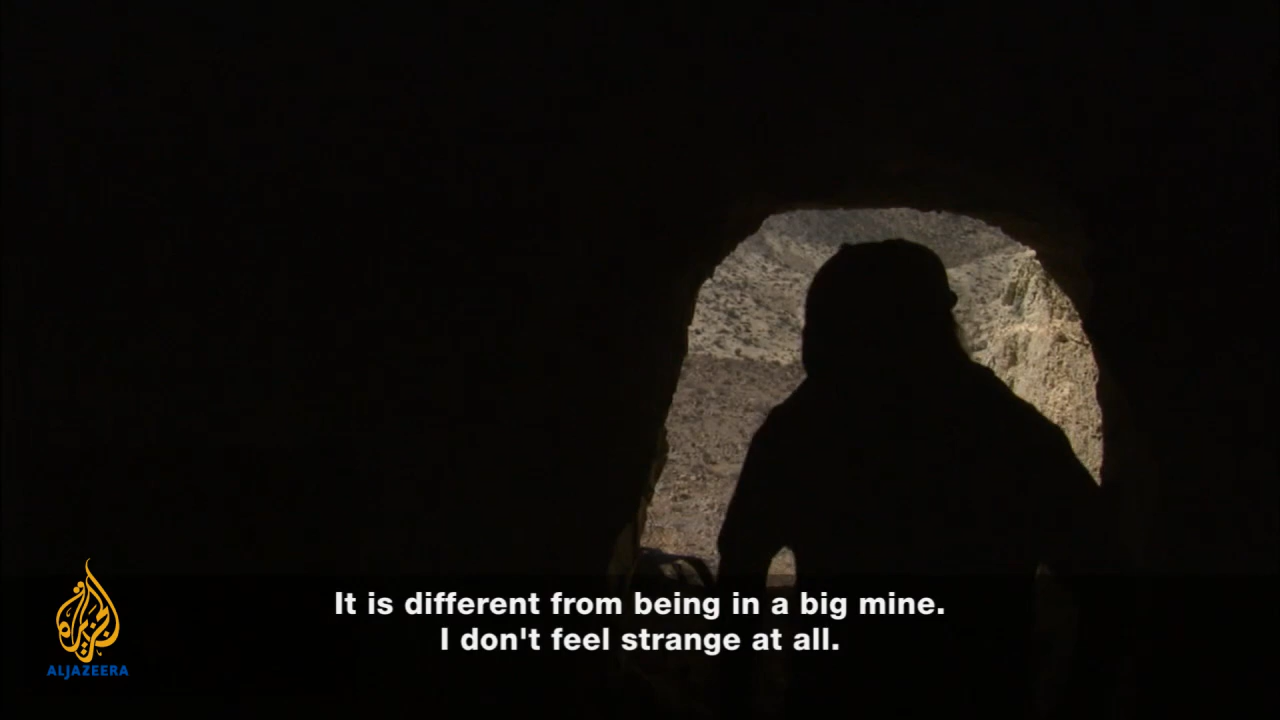 It is different from being in a big mine.
I don't feel strange at all.
الجزيرة
ALJAZEERA